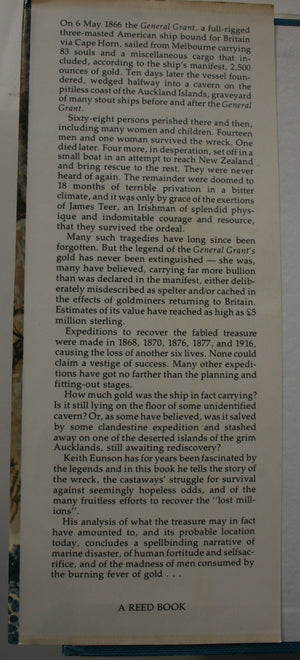 On 6 May 1866 the General Grant, a full-rigged
three-masted American ship bound for Britain
via Cape Horn, sailed from Melbourne carrying
83 souls and a miscellaneous cargo that in-
cluded, according to the ship's manifest, 2,500
ounces of gold. Ten days later the vessel foun-
dered, wedged halfway into a cavern on the
pitiless coast of the Auckland Islands, graveyard
of many stout ships before and after the General
Grant.
Sixty-eight persons perished there and then,
including many women and children. Fourteen
men and one woman survived the wreck. One
died later. Four more, in desperation, set off in a
small boat in an attempt to reach New Zealand
and bring rescue to the rest. They were never
heard of again. The remainder were doomed to
18 months of terrible privation in a bitter
climate, and it was only by grace of the exertions
of James Teer, an Irishman of splendid phys-
ique and indomitable courage and resource,
that they survived the ordeal.
Many such tragedies have long since been
forgotten. But the legend of the General Grant's
gold has never been extinguished — she was,
many have believed, carrying far more bullion
than was declared in the manifest, either delib-
erately misdescribed as spelter and/or cached in
the effects of goldminers returning to Britain.
Estimates of its value have reached as high as £5
million sterling.
Expeditions to recover the fabled treasure
were made in 1868, 1870, 1876, 1877, and 1916,
causing the loss of another six lives. None could
claim a vestige of success. Many other expedi-
tions have got no farther than the planning and
fitting-out stages.
How much gold was the ship in fact carrying?
Is it still lying on the floor of some unidentified
cavern? Or, as some have believed, was it salved
by some clandestine expedition and stashed
away on one of the deserted islands of the grim
Aucklands, still awaiting rediscovery?
Keith Eunson has for years been fascinated by
the legends and in this book he tells the story of
the wreck, the castaways' struggle for survival
against seemingly hopeless odds, and of the
many fruitless efforts to recover the "lost mill-
ions".
His analysis of what the treasure may in fact
have amounted to, and its probable location
today, concludes a spellbinding narrative of
marine disaster, of human fortitude and selfsac-
rifice, and of the madness of men consumed by
the burning fever of gold . . .
A REED BOOK